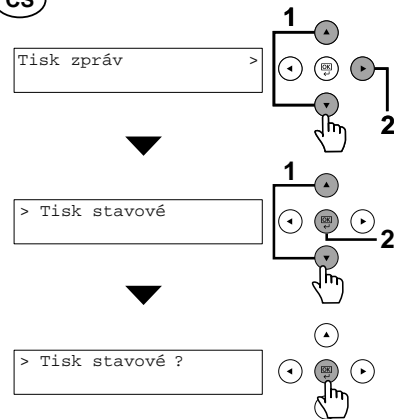 CS
1
Tisk zpráv >
OK
2
1
> Tisk stavové
OK
2
> Tisk stavové ?
OK